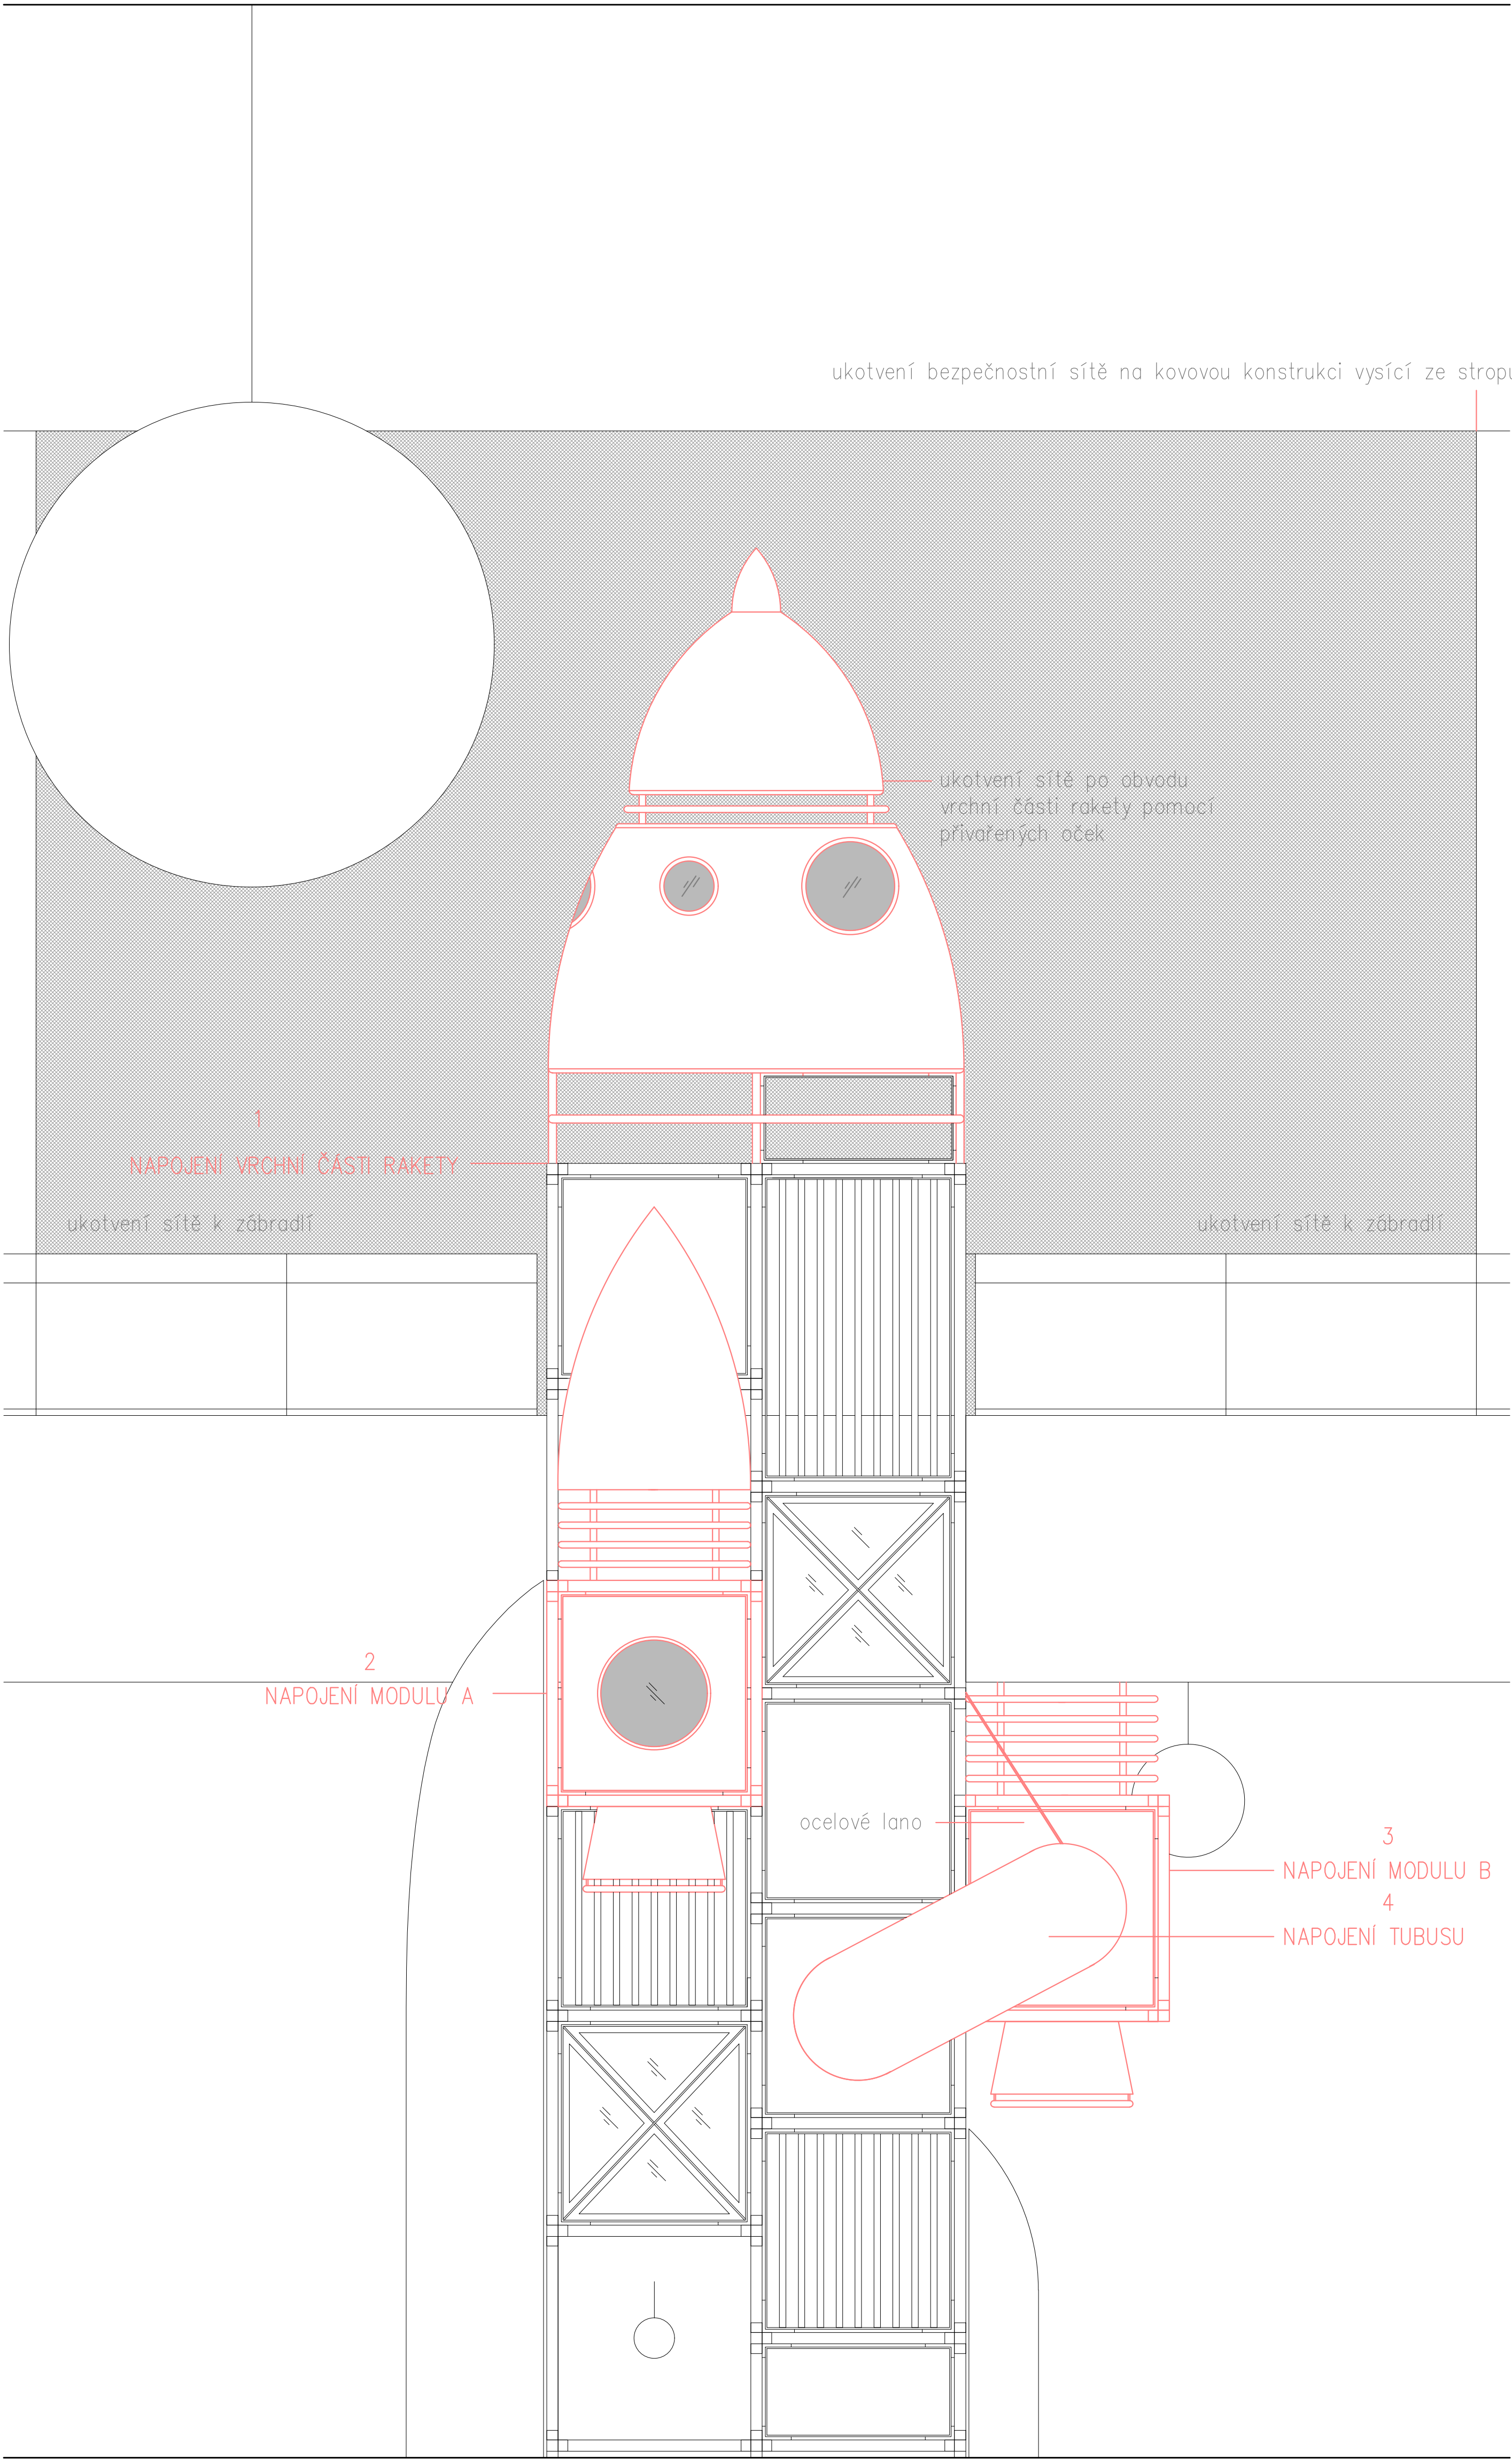 ukotvení bezpečnostní sítě na kovovou konstrukci vysící ze stropu
ukotvení sítě po obvodu
vrchní části rakety pomocí
přivařených oček
1
NAPOJENÍ VRCHNÍ ČÁSTI RAKETY
ukotvení sítě k zábradlí
ukotvení sítě k zábradlí
2
NAPOJENÍ MODULU A
ocelové lano
3
NAPOJENÍ MODULU B
4
NAPOJENÍ TUBUSU